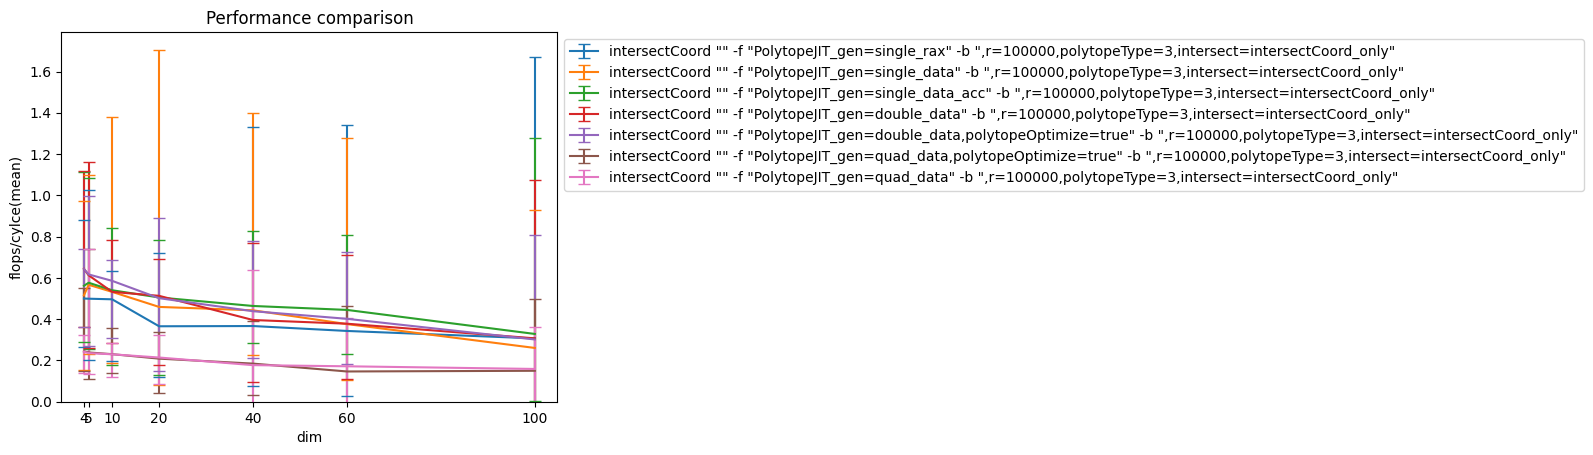 Performance comparison
flops/cylce(mean)
1.6
1.4
1.2
1.0
0.8
0.6
0.4
0.2
0.0
4
5
10
20
40
60
100
dim
intersectCoord "" -f "PolytopeJIT_gen=single_rax" -b ",r=100000,polytopeType=3,intersect=intersectCoord_only"
intersectCoord "" -f "PolytopeJIT_gen=single_data" -b ",r=100000,polytopeType=3,intersect=intersectCoord_only"
intersectCoord "" -f "PolytopeJIT_gen=single_data_acc" -b ",r=100000,polytopeType=3,intersect=intersectCoord_only"
intersectCoord "" -f "PolytopeJIT_gen=double_data" -b ",r=100000,polytopeType=3,intersect=intersectCoord_only"
intersectCoord "" -f "PolytopeJIT_gen=double_data,polytopeOptimize=true" -b ",r=100000,polytopeType=3,intersect=intersectCoord_only"
intersectCoord "" -f "PolytopeJIT_gen=quad_data,polytopeOptimize=true" -b ",r=100000,polytopeType=3,intersect=intersectCoord_only"
intersectCoord "" -f "PolytopeJIT_gen=quad_data" -b ",r=100000,polytopeType=3,intersect=intersectCoord_only"